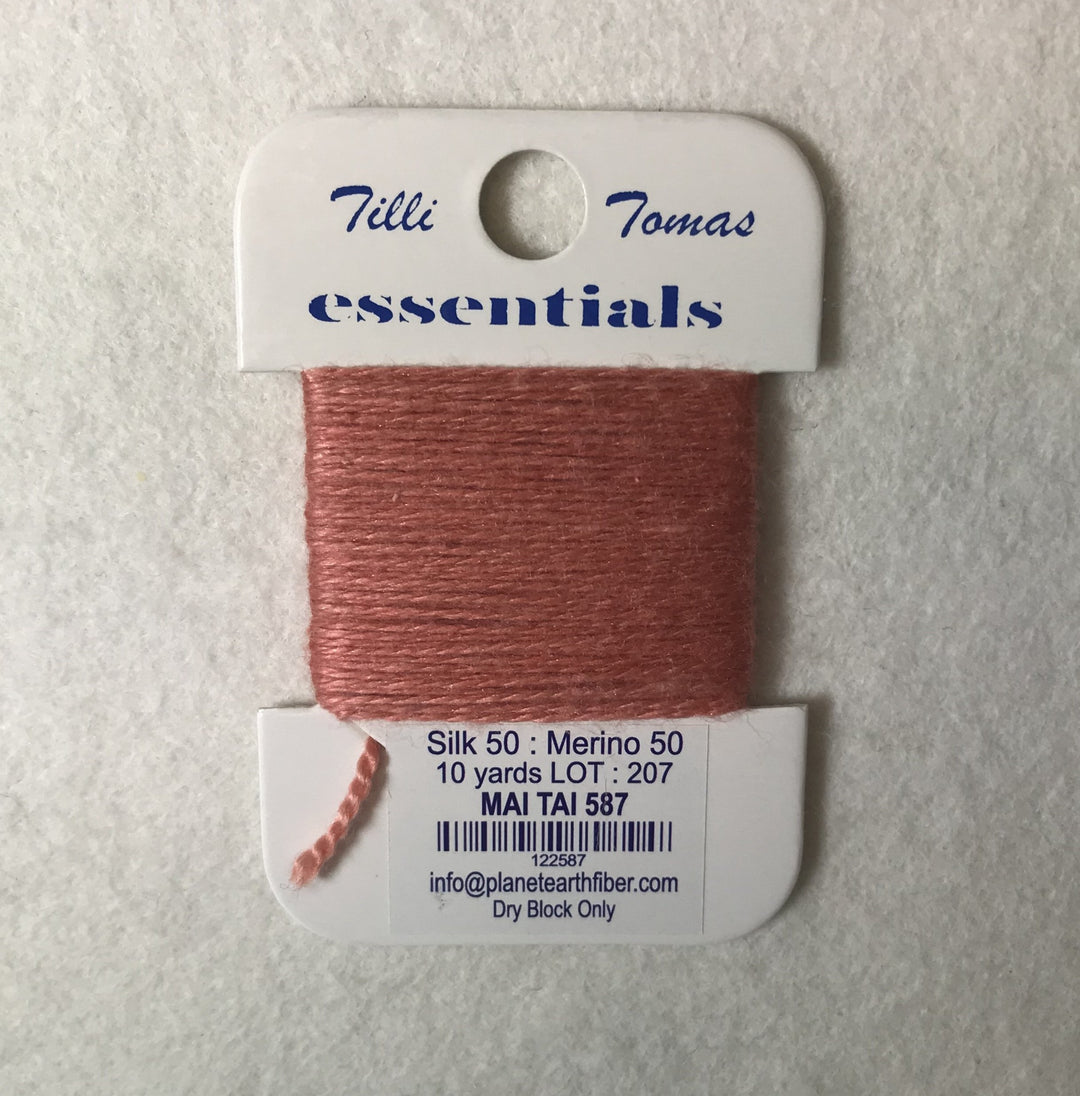 Tilli Tomas
essentials
Silk 50 : Merino 50
10 yards LOT : 207
MAI TAI 587
122587
info@planetearthfiber.com
Dry Block Only